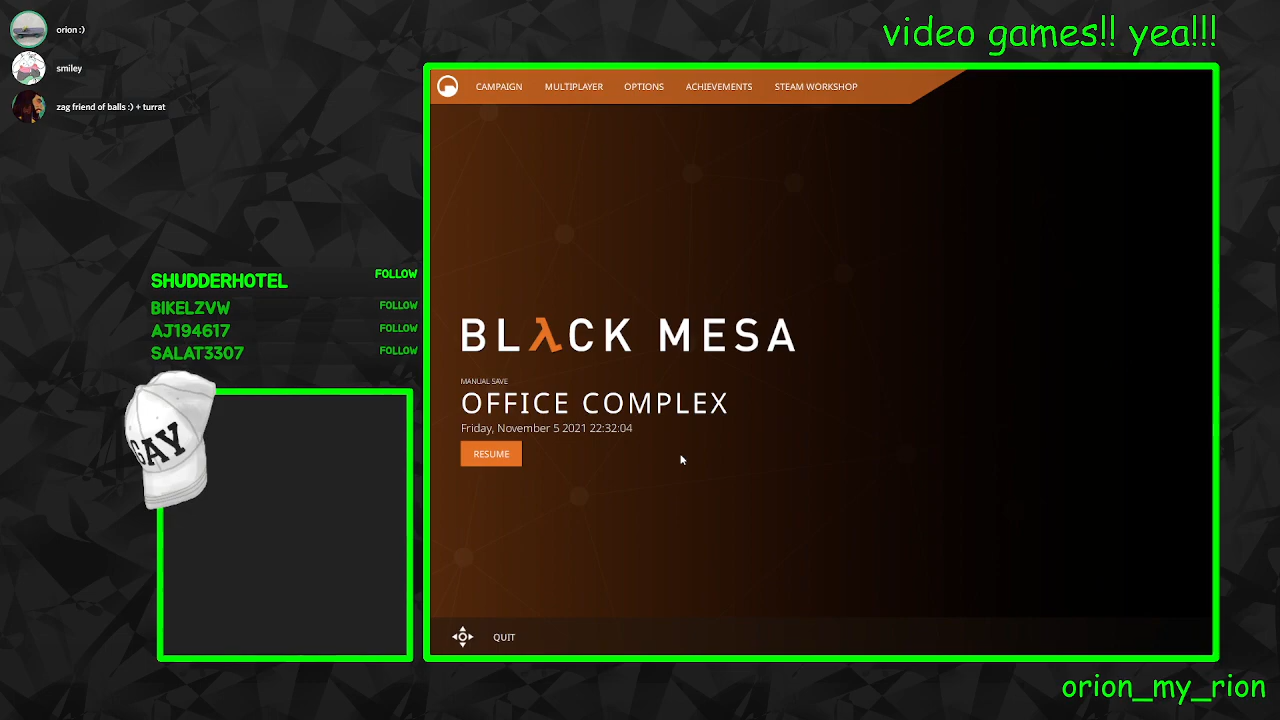 orion :)
smiley
zag friend of balls :) + turrat
video games!! yea!!!
CAMPAIGN MULTIPLAYER OPTIONS ACHIEVEMENTS STEAM WORKSHOP
SHUDDERHOTEL FOLLOW
BIKELZVW FOLLOW
AJ194617 FOLLOW
SALAT3307 FOLLOW
GAY
BLλCK MESA
MANUAL SAVE
OFFICE COMPLEX
Friday, November 5 2021 22:32:04
RESUME
QUIT
orion_my_rion